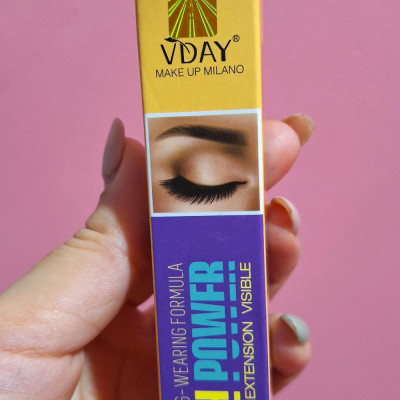 VDAY®
MAKE UP MILANO
G-WEARING FORMULA
POWER
EXTENSION VISIBLE